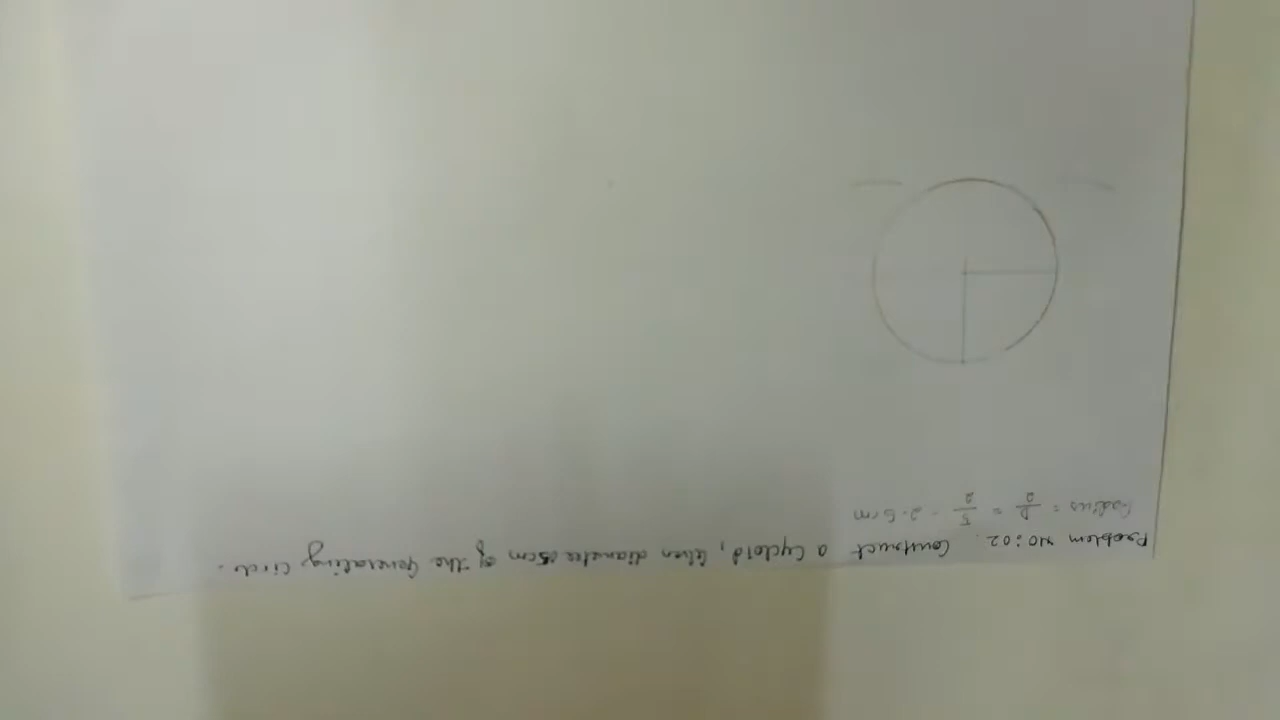 Problem NO:02. Construct a Cycloid, when diameter 5cm of the Generating Circle.
Radius = D/2 = 5/2 = 2.5cm